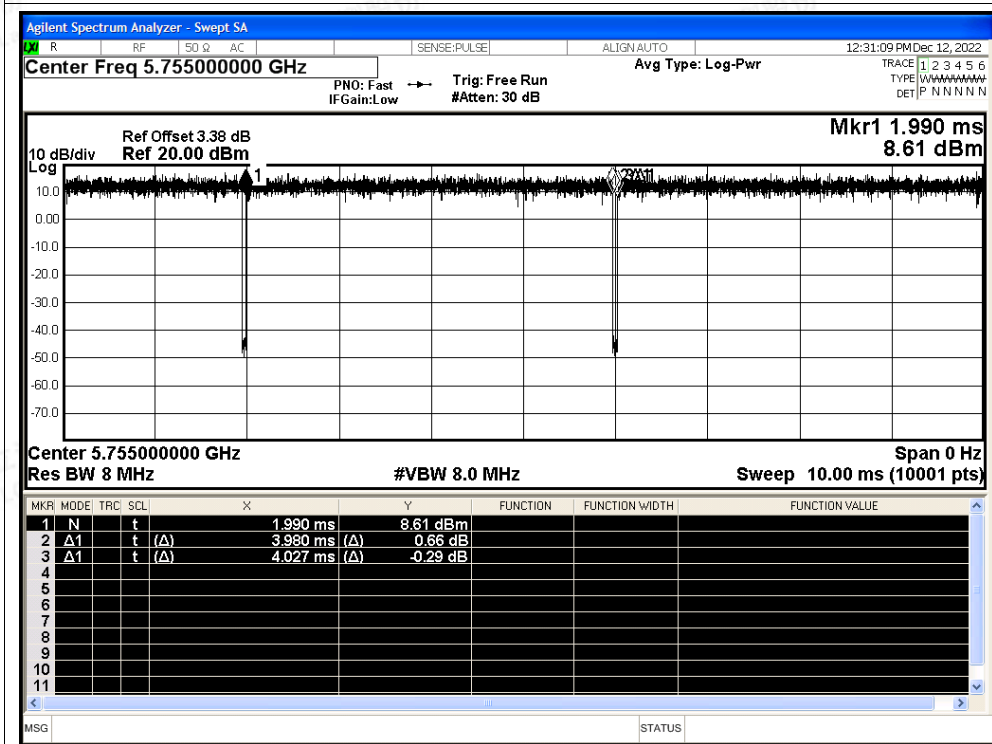 Agilent Spectrum Analyzer - Swept SA
LXI R RF 50 Ω AC SENSE:PULSE ALIGN AUTO 12:31:09 PM Dec 12, 2022
Center Freq 5.755000000 GHz
PNO: Fast
IFGain:Low
Trig: Free Run
#Atten: 30 dB
Avg Type: Log-Pwr
TRACE 1 2 3 4 5 6
TYPE W
DET P N N N N N
Ref Offset 3.38 dB
10 dB/div Ref 20.00 dBm
Log
Mkr1 1.990 ms
8.61 dBm
1
10.0
0.00
-10.0
-20.0
-30.0
-40.0
-50.0
-60.0
-70.0
Center 5.755000000 GHz Span 0 Hz
Res BW 8 MHz #VBW 8.0 MHz Sweep 10.00 ms (10001 pts)
MKR MODE TRC SCL X Y FUNCTION FUNCTION WIDTH FUNCTION VALUE
1 N t 1.990 ms 8.61 dBm
2 Δ1 t (Δ) 3.980 ms (Δ) 0.66 dB
3 Δ1 t (Δ) 4.027 ms (Δ) -0.29 dB
4
5
6
7
8
9
10
11
MSG STATUS